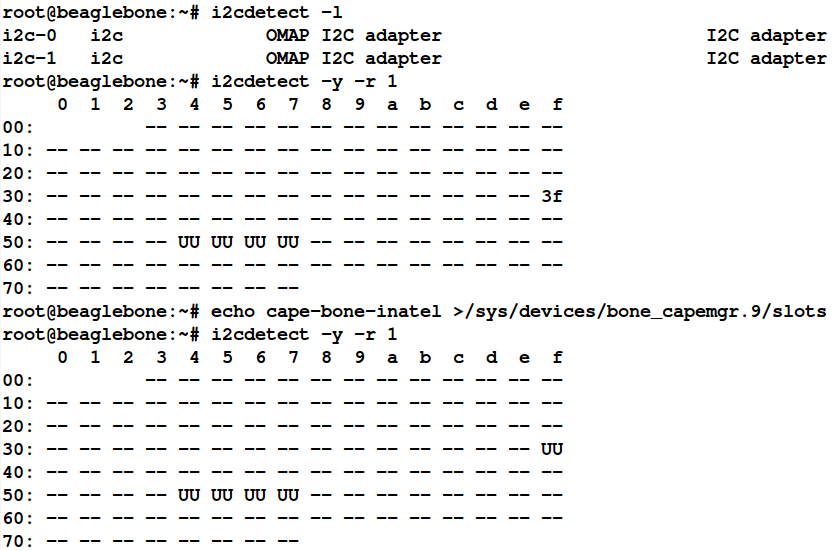 root@beaglebone:~# i2cdetect -l
i2c-0   i2c             OMAP I2C adapter                        I2C adapter
i2c-1   i2c             OMAP I2C adapter                        I2C adapter
root@beaglebone:~# i2cdetect -y -r 1
     0  1  2  3  4  5  6  7  8  9  a  b  c  d  e  f
00:          -- -- -- -- -- -- -- -- -- -- -- -- --
10: -- -- -- -- -- -- -- -- -- -- -- -- -- -- -- --
20: -- -- -- -- -- -- -- -- -- -- -- -- -- -- -- --
30: -- -- -- -- -- -- -- -- -- -- -- -- -- -- -- 3f
40: -- -- -- -- -- -- -- -- -- -- -- -- -- -- -- --
50: -- -- -- -- UU UU UU UU -- -- -- -- -- -- -- --
60: -- -- -- -- -- -- -- -- -- -- -- -- -- -- -- --
70: -- -- -- -- -- -- -- --
root@beaglebone:~# echo cape-bone-inatel >/sys/devices/bone_capemgr.9/slots
root@beaglebone:~# i2cdetect -y -r 1
     0  1  2  3  4  5  6  7  8  9  a  b  c  d  e  f
00:          -- -- -- -- -- -- -- -- -- -- -- -- --
10: -- -- -- -- -- -- -- -- -- -- -- -- -- -- -- --
20: -- -- -- -- -- -- -- -- -- -- -- -- -- -- -- --
30: -- -- -- -- -- -- -- -- -- -- -- -- -- -- -- UU
40: -- -- -- -- -- -- -- -- -- -- -- -- -- -- -- --
50: -- -- -- -- UU UU UU UU -- -- -- -- -- -- -- --
60: -- -- -- -- -- -- -- -- -- -- -- -- -- -- -- --
70: -- -- -- -- -- -- -- --